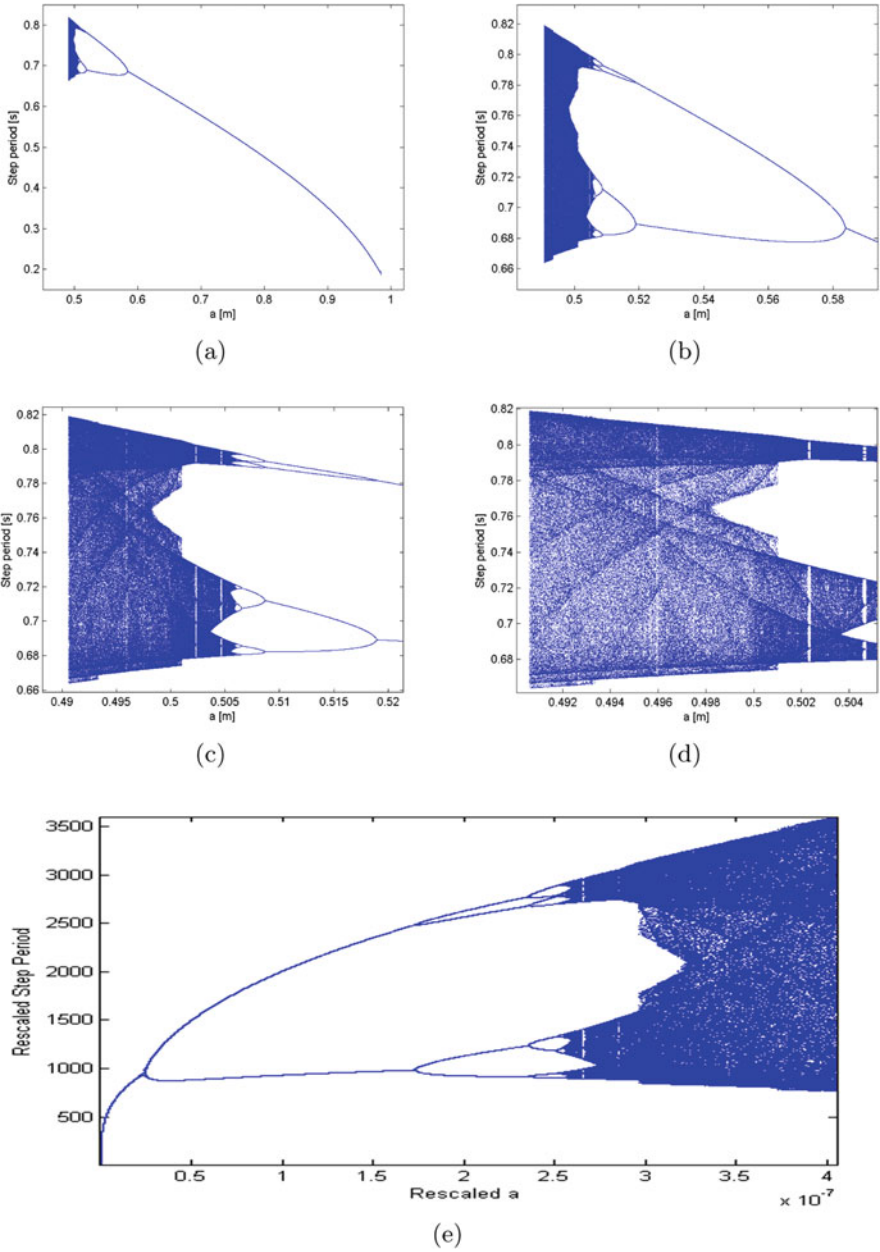 0.8
0.7
0.6
0.5
0.4
0.3
0.2
Step period [s]
0.5 0.6 0.7 0.8 0.9 1
a [m]
(a)
0.82
0.8
0.78
0.76
0.74
0.72
0.7
0.68
0.66
Step period [s]
0.5 0.52 0.54 0.56 0.58
a [m]
(b)
0.82
0.8
0.78
0.76
0.74
0.72
0.7
0.68
0.66
Step period [s]
0.49 0.495 0.5 0.505 0.51 0.515 0.52
a [m]
(c)
0.82
0.8
0.78
0.76
0.74
0.72
0.7
0.68
Step period [s]
0.492 0.494 0.496 0.498 0.5 0.502 0.504
a [m]
(d)
3500
3000
2500
2000
1500
1000
500
Rescaled Step Period
0.5 1 1.5 2 2.5 3 3.5 4
Rescaled a
x 10-7
(e)